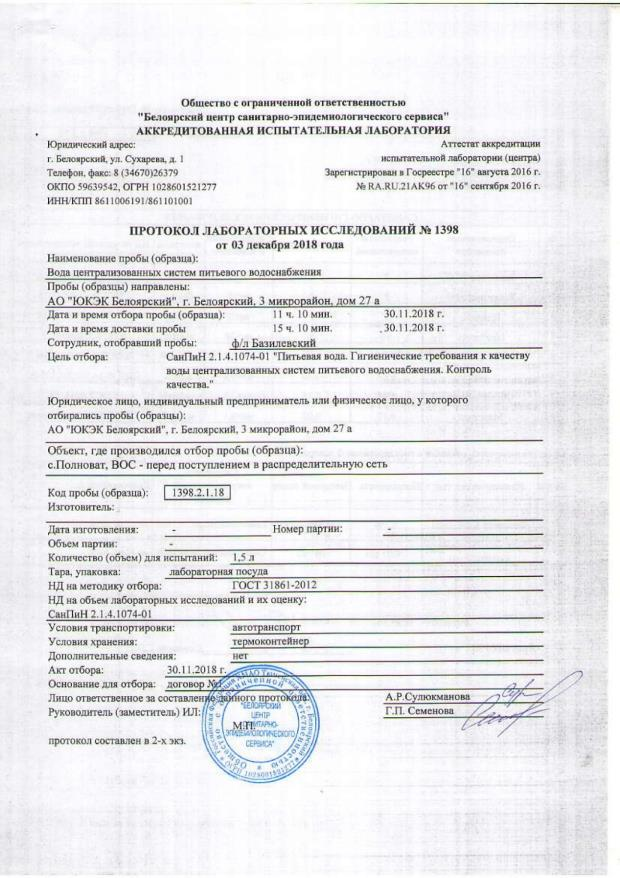 Общество с ограниченной ответственностью
"Белоярский центр санитарно-эпидемиологического сервиса"
АККРЕДИТОВАННАЯ ИСПЫТАТЕЛЬНАЯ ЛАБОРАТОРИЯ
Юридический адрес: Аттестат аккредитации
г. Белоярский, ул. Сухарева, д. 1 испытательной лаборатории (центра)
Телефон, факс: 8 (34670)26379 Зарегистрирован в Госреестре "16" августа 2016 г.
ОКПО 59639542, ОГРН 1028601521277 № RA.RU.21АК96 от "16" сентября 2016 г.
ИНН/КПП 8611006191/861101001
ПРОТОКОЛ ЛАБОРАТОРНЫХ ИССЛЕДОВАНИЙ № 1398
от 03 декабря 2018 года
Наименование пробы (образца):
Вода централизованных систем питьевого водоснабжения
Пробы (образцы) направлены:
АО "ЮКЭК Белоярский", г. Белоярский, 3 микрорайон, дом 27 а
Дата и время отбора пробы (образца): 11 ч. 10 мин. 30.11.2018 г.
Дата и время доставки пробы 15 ч. 10 мин. 30.11.2018 г.
Сотрудник, отобравший пробы: ф/л Базилевский
Цель отбора: СанПиН 2.1.4.1074-01 "Питьевая вода. Гигиенические требования к качеству
воды централизованных систем питьевого водоснабжения. Контроль
качества."
Юридическое лицо, индивидуальный предприниматель или физическое лицо, у которого
отбирались пробы (образцы):
АО "ЮКЭК Белоярский", г. Белоярский, 3 микрорайон, дом 27 а
Объект, где производился отбор пробы (образца):
с.Полноват, ВОС - перед поступлением в распределительную сеть
Код пробы (образца): 1398.2.1.18
Изготовитель:
Дата изготовления: - Номер партии: -
Объем партии: -
Количество (объем) для испытаний: 1,5 л
Тара, упаковка: лабораторная посуда
НД на методику отбора: ГОСТ 31861-2012
НД на объем лабораторных исследований и их оценку:
СанПиН 2.1.4.1074-01
Условия транспортировки: автотранспорт
Условия хранения: термоконтейнер
Дополнительные сведения: нет
Акт отбора: 30.11.2018 г.
Основание для отбора: договор №1
Лицо ответственное за составление данного протокола: А.Р.Сулюкманова
Руководитель (заместитель) ИЛ: Г.П. Семенова
"БЕЛОЯРСКИЙ
ЦЕНТР
САНИТАРНО-
ЭПИДЕМИОЛОГИЧЕСКОГО
СЕРВИСА"
М.П.
протокол составлен в 2-х экз.